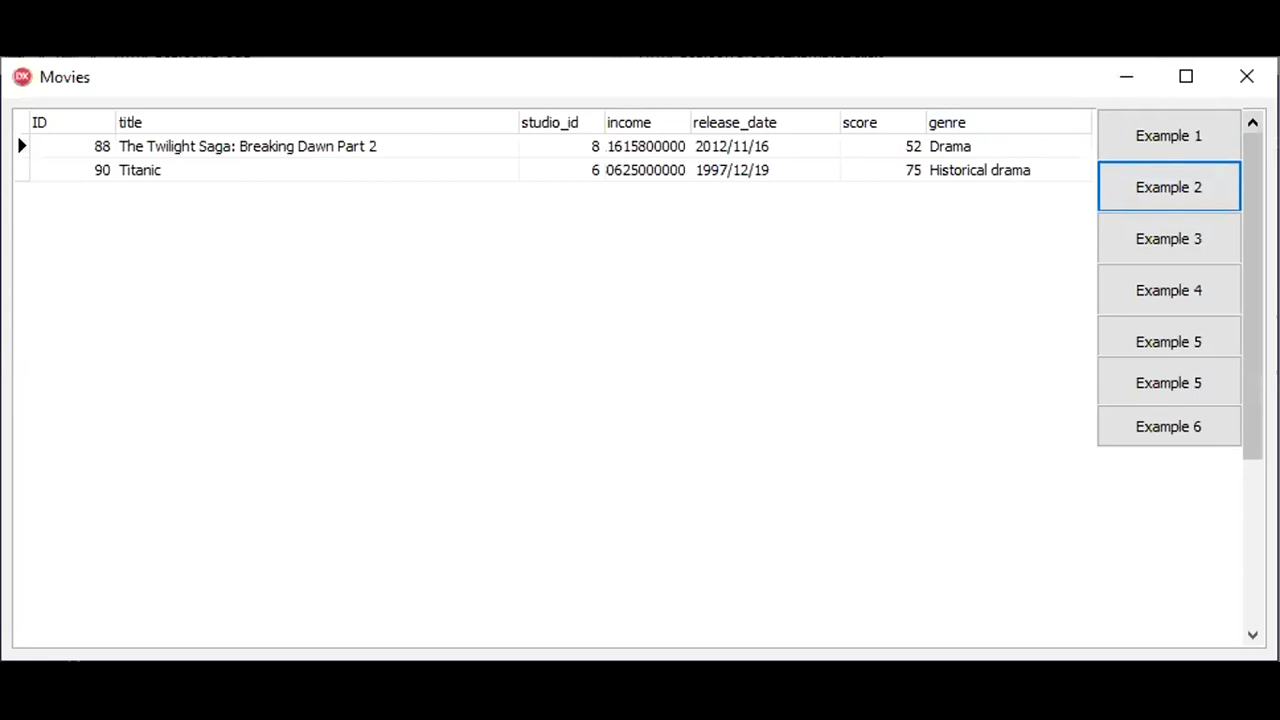 DX Movies
ID title studio_id income release_date score genre
88 The Twilight Saga: Breaking Dawn Part 2 8 .1615800000 2012/11/16 52 Drama
90 Titanic 6 0625000000 1997/12/19 75 Historical drama
Example 1
Example 2
Example 3
Example 4
Example 5
Example 5
Example 6